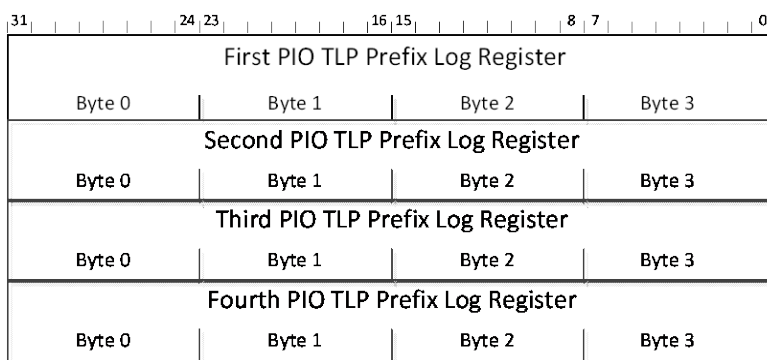 31 24 23 16 15 8 7 0
First PIO TLP Prefix Log Register
Byte 0 Byte 1 Byte 2 Byte 3
Second PIO TLP Prefix Log Register
Byte 0 Byte 1 Byte 2 Byte 3
Third PIO TLP Prefix Log Register
Byte 0 Byte 1 Byte 2 Byte 3
Fourth PIO TLP Prefix Log Register
Byte 0 Byte 1 Byte 2 Byte 3